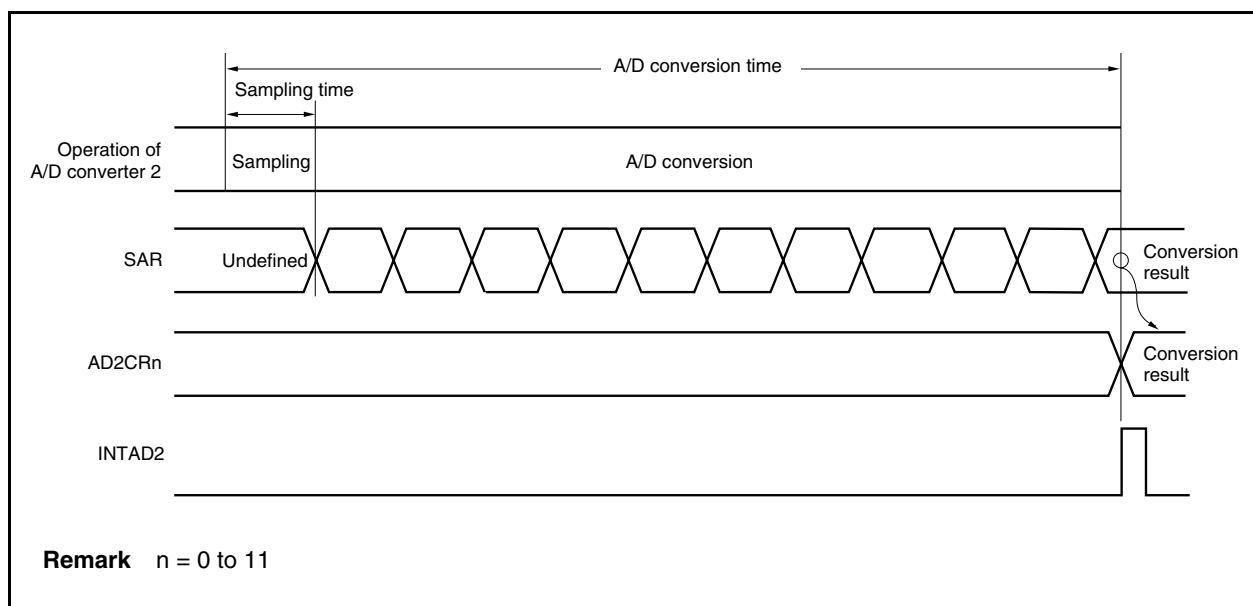 A/D conversion time
Sampling time
Operation of
A/D converter 2
Sampling
A/D conversion
SAR
Undefined
Conversion
result
AD2CRn
Conversion
result
INTAD2
Remark n = 0 to 11